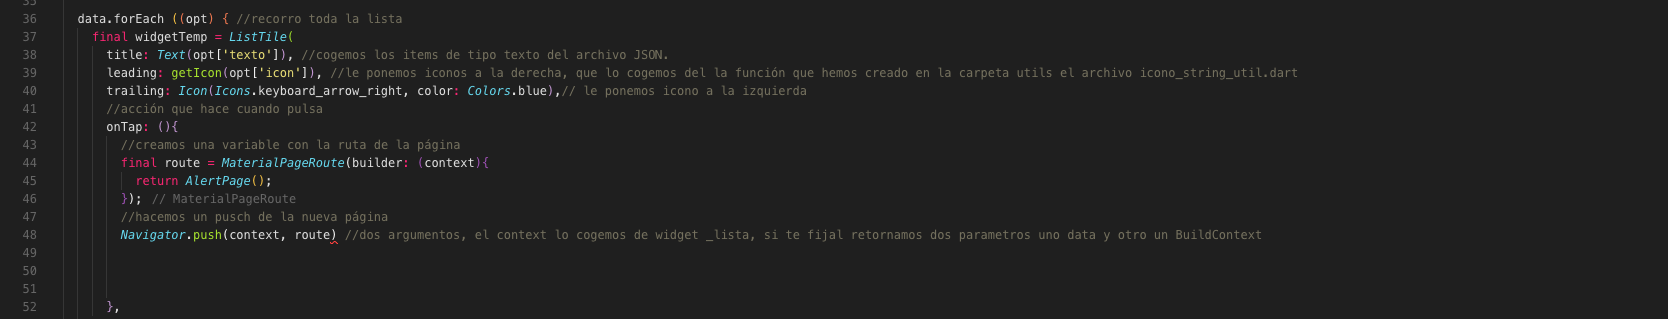 36 data.forEach ((opt) { //recorro toda la lista
37 final widgetTemp = ListTile(
38 title: Text(opt['texto']), //cogemos los items de tipo texto del archivo JSON.
39 leading: getIcon(opt['icon']), //le ponemos iconos a la derecha, que lo cogemos del la función que hemos creado en la carpeta utils el archivo icono_string_util.dart
40 trailing: Icon(Icons.keyboard_arrow_right, color: Colors.blue),// le ponemos icono a la izquierda
41 //acción que hace cuando pulsa
42 onTap: (){
43 //creamos una variable con la ruta de la página
44 final route = MaterialPageRoute(builder: (context){
45 return AlertPage();
46 }); // MaterialPageRoute
47 //hacemos un pusch de la nueva página
48 Navigator.push(context, route) //dos argumentos, el context lo cogemos de widget _lista, si te fijal retornamos dos parametros uno data y otro un BuildContext
49
50
51
52 },